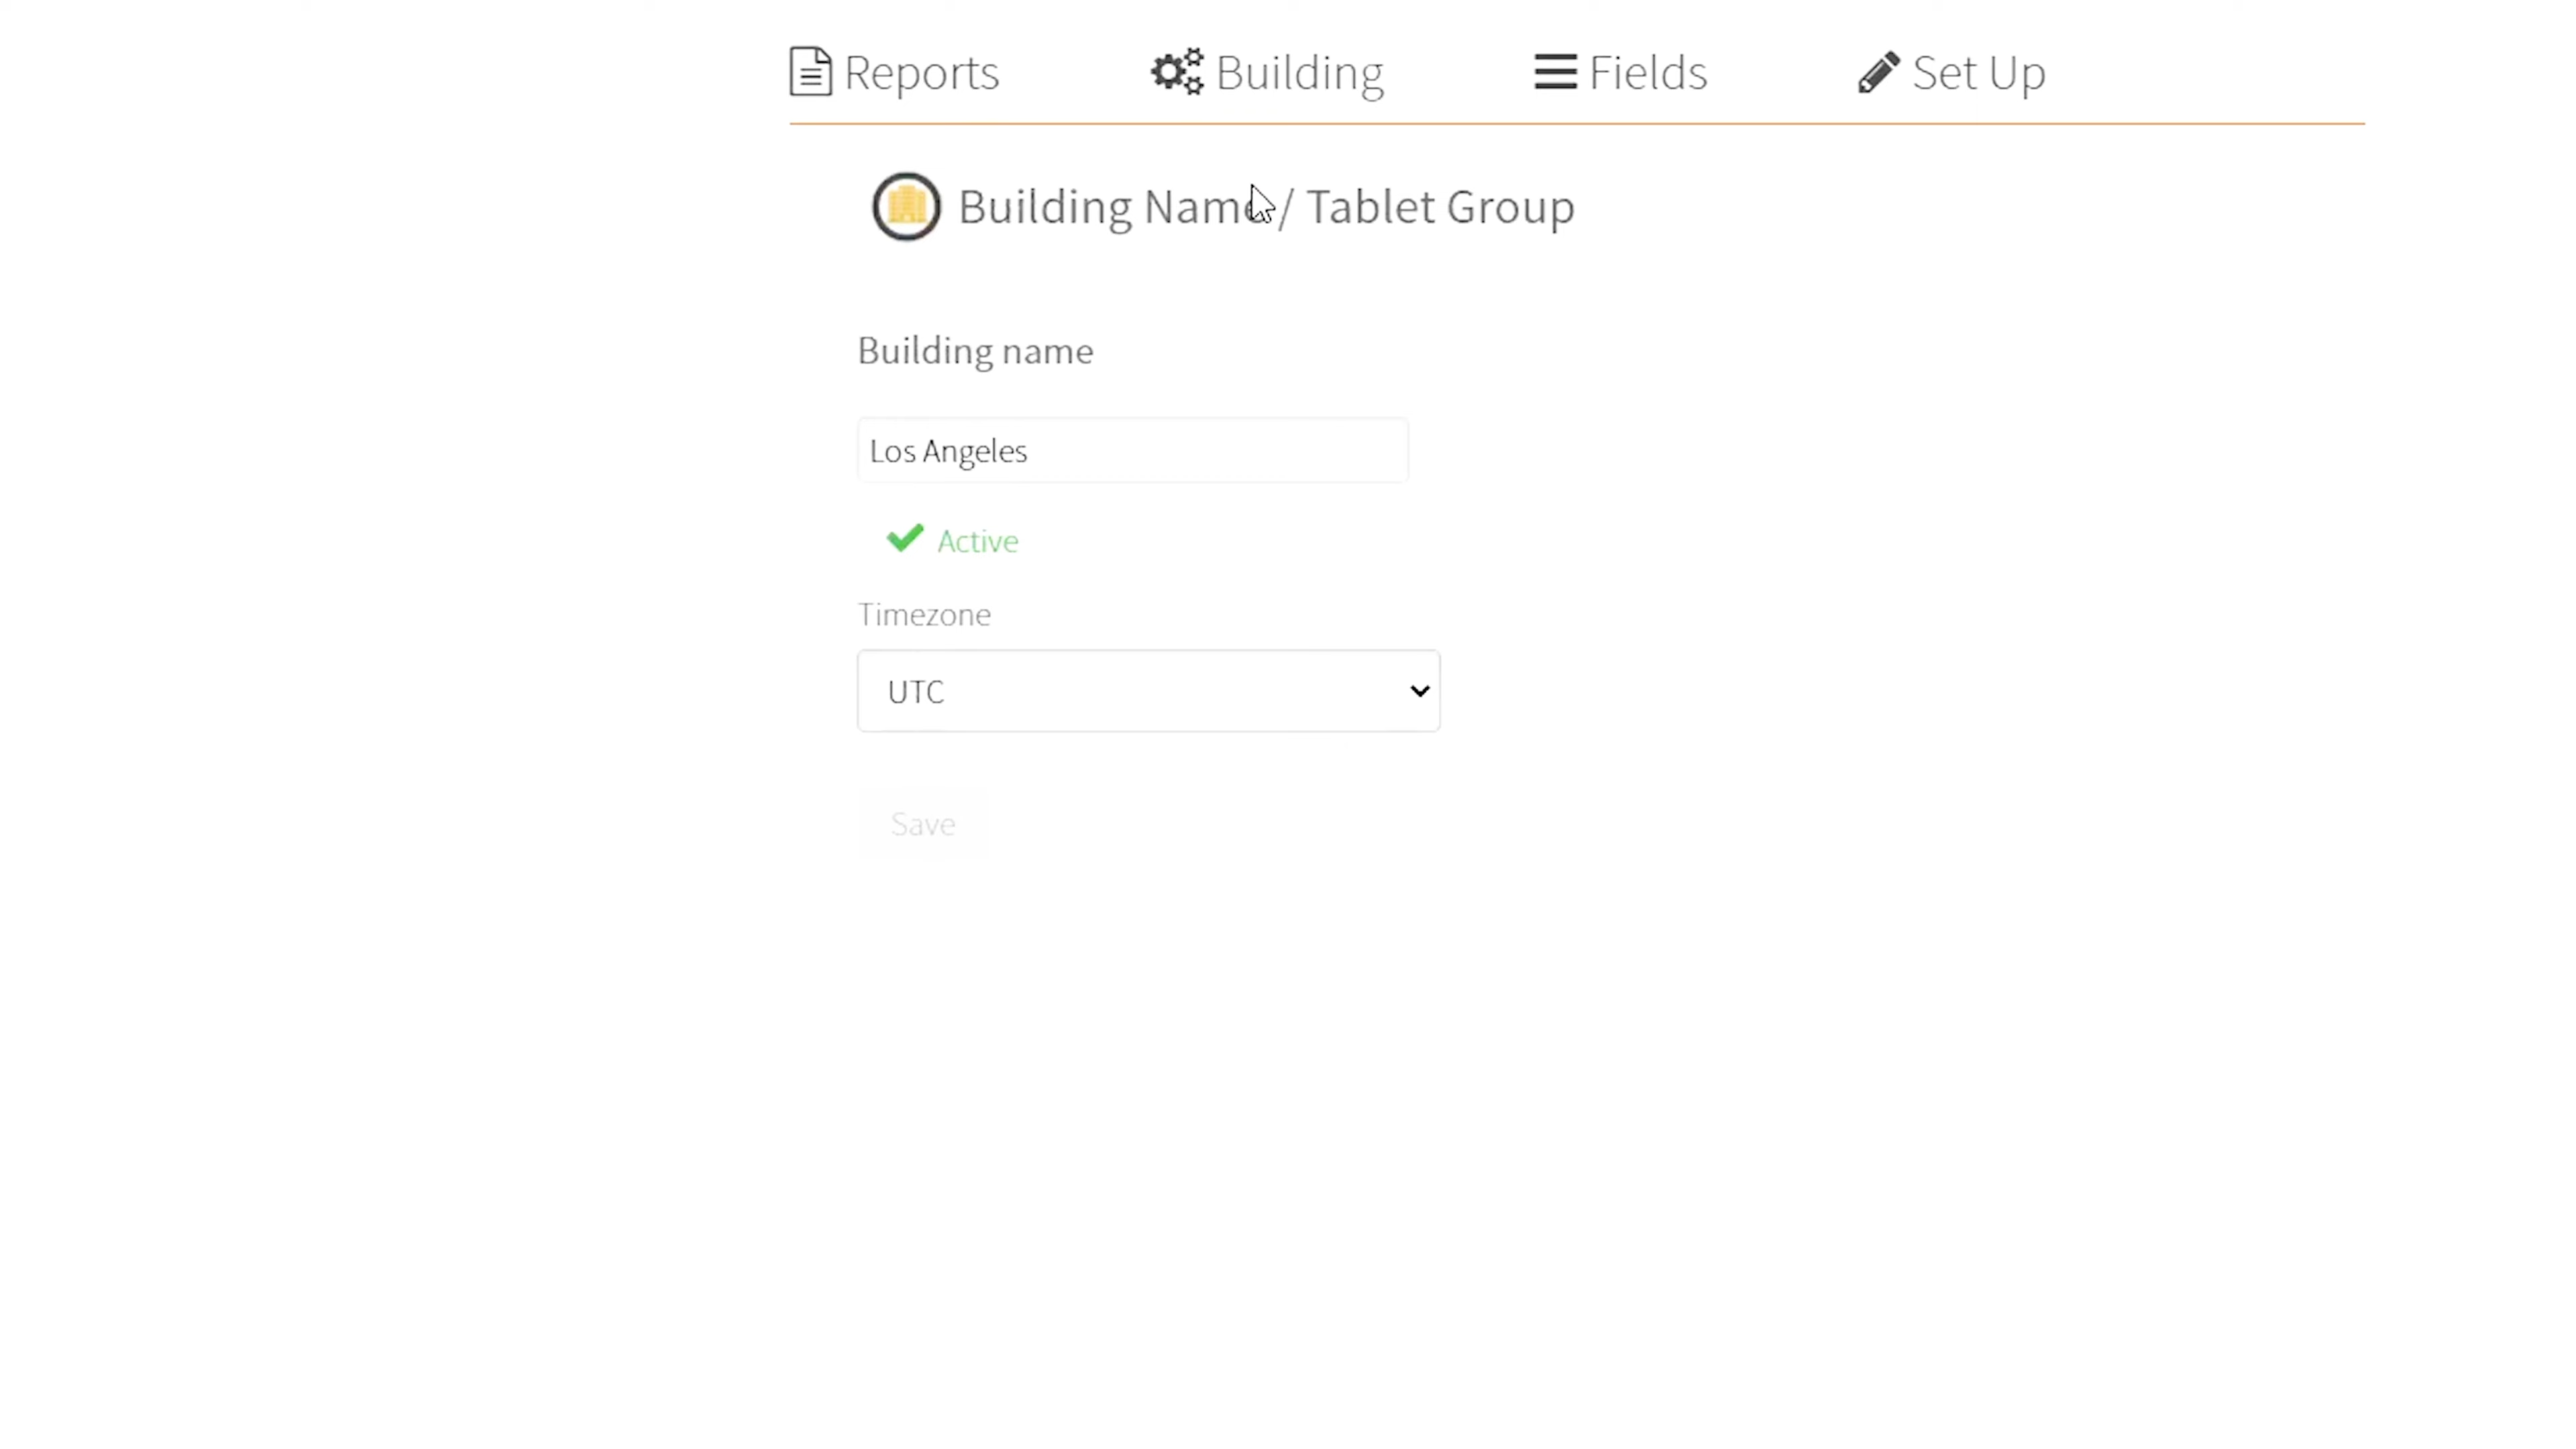 Reports Building Fields Set Up
Building Name / Tablet Group
Building name
Los Angeles
Active
Timezone
UTC
Save